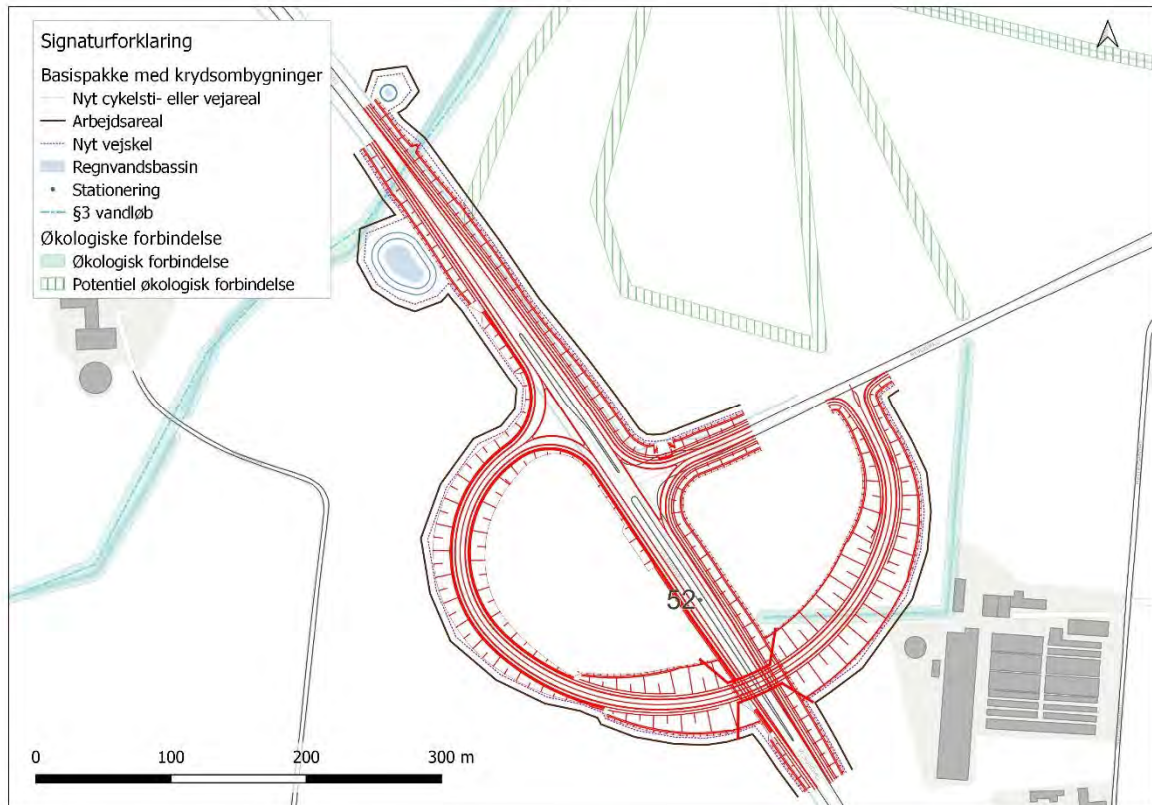 Signaturforklaring
Basispakke med krydsombygninger
Nyt cykelsti- eller vejareal
Arbejdsareal
Nyt vejskel
Regnvandsbassin
Stationering
§3 vandløb
Økologiske forbindelse
Økologisk forbindelse
Potentiel økologisk forbindelse
52
0 100 200 300 m